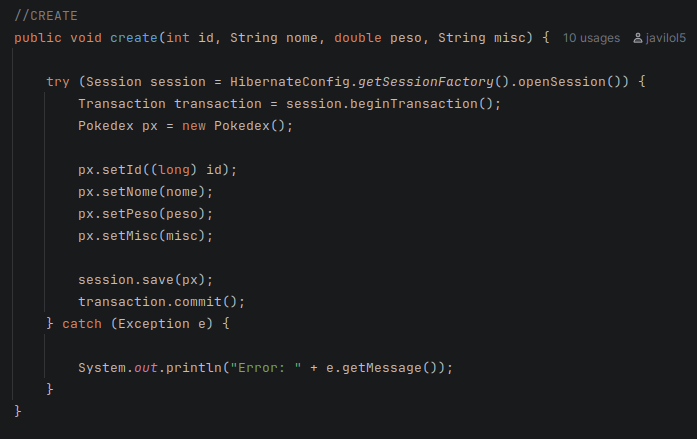 //CREATE
public void create(int id, String nome, double peso, String misc) { 10 usages javilol5
try (Session session = HibernateConfig.getSessionFactory().openSession()) {
Transaction transaction = session.beginTransaction();
Pokedex px = new Pokedex();
px.setId((long) id);
px.setNome(nome);
px.setPeso(peso);
px.setMisc(misc);
session.save(px);
transaction.commit();
} catch (Exception e) {
System.out.println("Error: " + e.getMessage());
}
}